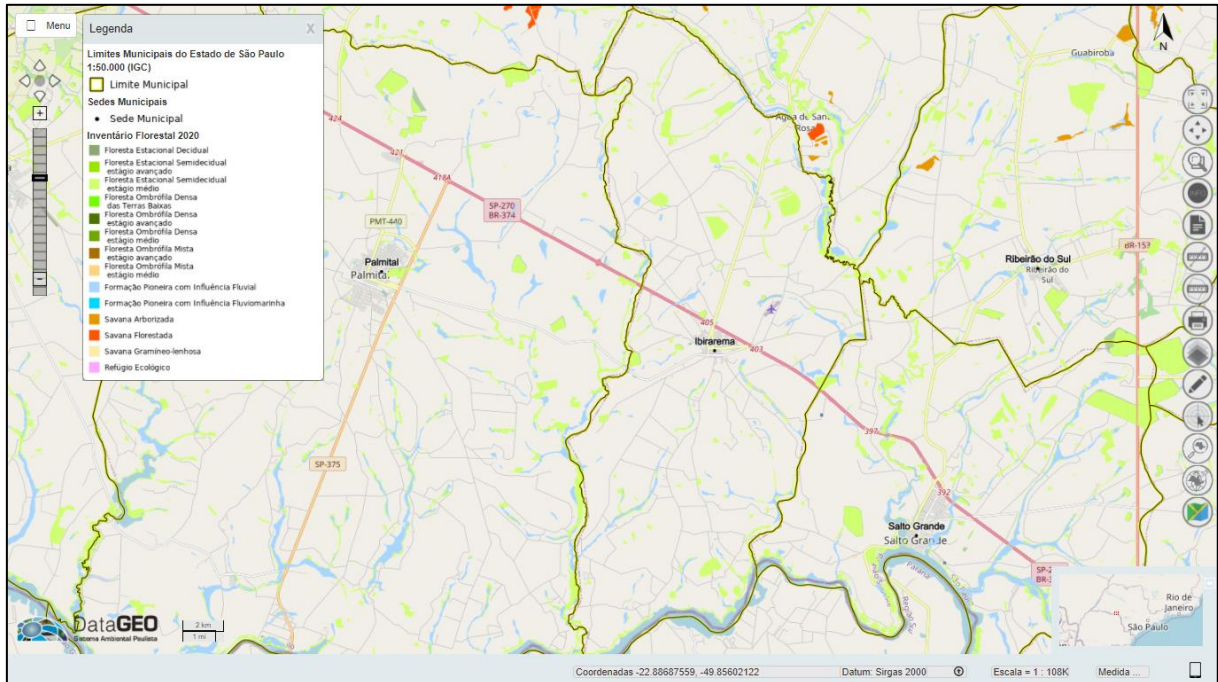 Menu
Legenda
X
Limites Municipais do Estado de São Paulo
1:50.000 (IGC)
Limite Municipal
Sedes Municipais
Sede Municipal
Inventário Florestal 2020
Floresta Estacional Decidual
Floresta Estacional Semidecidual
estágio avançado
Floresta Estacional Semidecidual
estágio médio
Floresta Ombrófila Densa
das Terras Baixas
Floresta Ombrófila Densa
estágio avançado
Floresta Ombrófila Densa
estágio médio
Floresta Ombrófila Mista
estágio avançado
Floresta Ombrófila Mista
estágio médio
Formação Pioneira com Influência Fluvial
Formação Pioneira com Influência Fluviomarinha
Savana Arborizada
Savana Florestada
Savana Gramíneo-lenhosa
Refúgio Ecológico
N
Guabiroba
424
421
418A
SP-270
BR-374
PMT-440
Palmital
Palmital
BR-153
Ribeirão do Sul
Ribeirão do
Sul
405
403
Ibirarema
397
SP-375
392
Salto Grande
Salto Grande
Paraná
Região Sul
Rio de
Janeiro
São Paulo
DataGEO
Sistema Ambiental Paulista
2 km
1 mi
Coordenadas -22.88687559, -49.85602122
Datum: Sirgas 2000
Escala = 1 : 108K
Medida ...